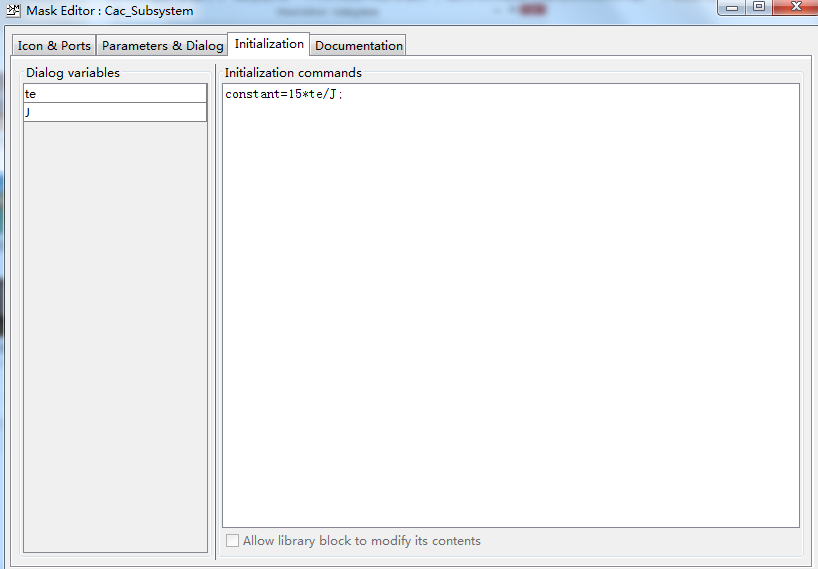 Mask Editor : Cac_Subsystem
Icon & Ports
Parameters & Dialog
Initialization
Documentation
Dialog variables
te
J
Initialization commands
constant=15*te/J;
Allow library block to modify its contents